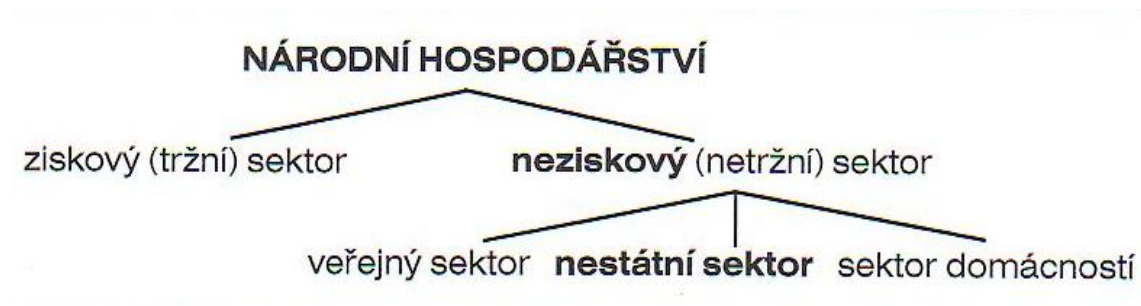 NÁRODNÍ HOSPODÁŘSTVÍ
ziskový (tržní) sektor neziskový (netržní) sektor
veřejný sektor nestátní sektor sektor domácností